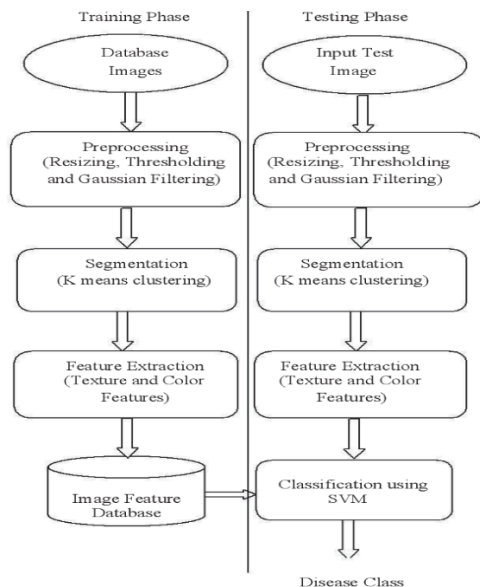 Training Phase
Database
Images
Preprocessing
(Resizing, Thresholding
and Gaussian Filtering)
Segmentation
(K means clustering)
Feature Extraction
(Texture and Color
Features)
Image Feature
Database
Testing Phase
Input Test
Image
Preprocessing
(Resizing, Thresholding
and Gaussian Filtering)
Segmentation
(K means clustering)
Feature Extraction
(Texture and Color
Features)
Classification using
SVM
Disease Class